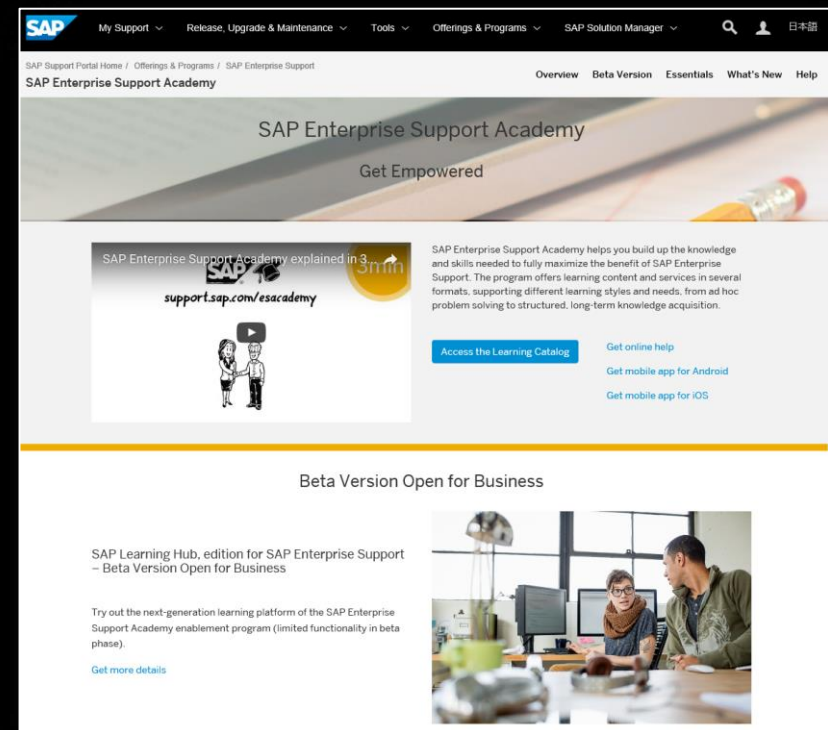 SAP My Support Release, Upgrade & Maintenance Tools Offerings & Programs SAP Solution Manager 日本語
SAP Support Portal Home / Offerings & Programs / SAP Enterprise Support
SAP Enterprise Support Academy
Overview Beta Version Essentials What's New Help
SAP Enterprise Support Academy
Get Empowered
SAP Enterprise Support Academy explained in 3...
SAP
3min
support.sap.com/esacademy
SAP Enterprise Support Academy helps you build up the knowledge
and skills needed to fully maximize the benefit of SAP Enterprise
Support. The program offers learning content and services in several
formats, supporting different learning styles and needs, from ad hoc
problem solving to structured, long-term knowledge acquisition.
Access the Learning Catalog
Get online help
Get mobile app for Android
Get mobile app for iOS
Beta Version Open for Business
SAP Learning Hub, edition for SAP Enterprise Support
– Beta Version Open for Business
Try out the next-generation learning platform of the SAP Enterprise
Support Academy enablement program (limited functionality in beta
phase).
Get more details